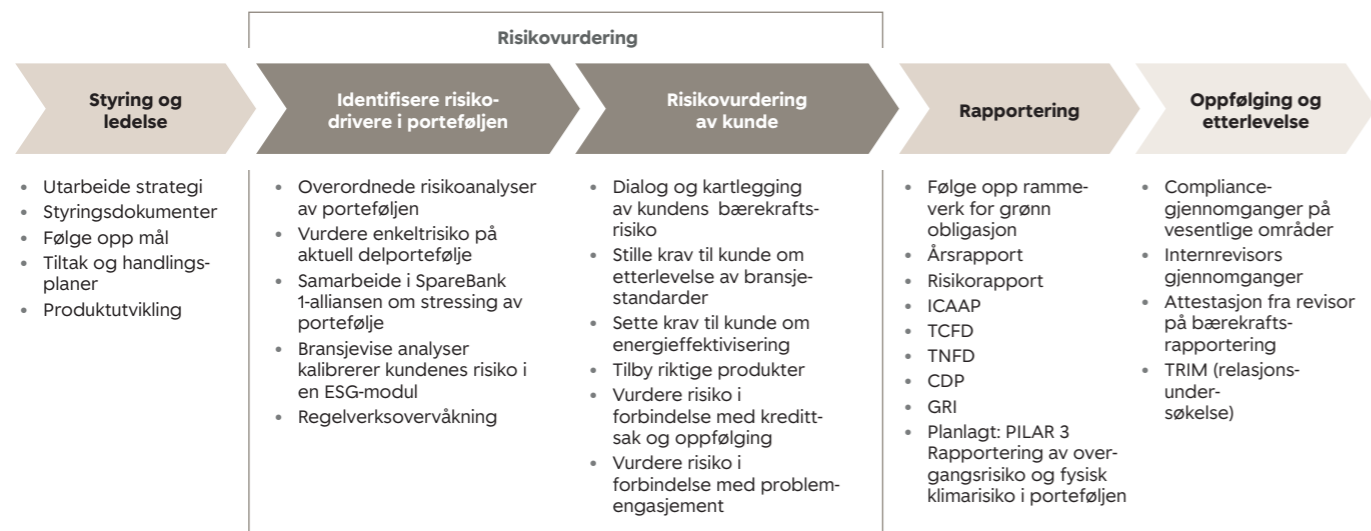 Risikovurdering
Styring og
ledelse
Identifisere risiko-
drivere i porteføljen
Risikovurdering
av kunde
Rapportering
Oppfølging og
etterlevelse
• Utarbeide strategi
• Styringsdokumenter
• Følge opp mål
• Tiltak og handlings-
planer
• Produktutvikling
• Overordnede risikoanalyser
av porteføljen
• Vurdere enkeltrisiko på
aktuell delportefølje
• Samarbeide i SpareBank
1-alliansen om stressing av
portefølje
• Bransjevise analyser
kalibrerer kundenes risiko i
en ESG-modul
• Regelverksovervåkning
• Dialog og kartlegging
av kundens bærekrafts-
risiko
• Stille krav til kunde om
etterlevelse av bransje-
standarder
• Sette krav til kunde om
energieffektivisering
• Tilby riktige produkter
• Vurdere risiko i
forbindelse med kreditt-
sak og oppfølging
• Vurdere risiko i
forbindelse med problem-
engasjement
• Følge opp ramme-
verk for grønn
obligasjon
• Årsrapport
• Risikorapport
• ICAAP
• TCFD
• TNFD
• CDP
• GRI
• Planlagt: PILAR 3
Rapportering av over-
gangsrisiko og fysisk
klimarisiko i porteføljen
• Compliance-
gjennomganger på
vesentlige områder
• Internrevisors
gjennomganger
• Attestasjon fra revisor
på bærekrafts-
rapportering
• TRIM (relasjons-
under-
søkelse)